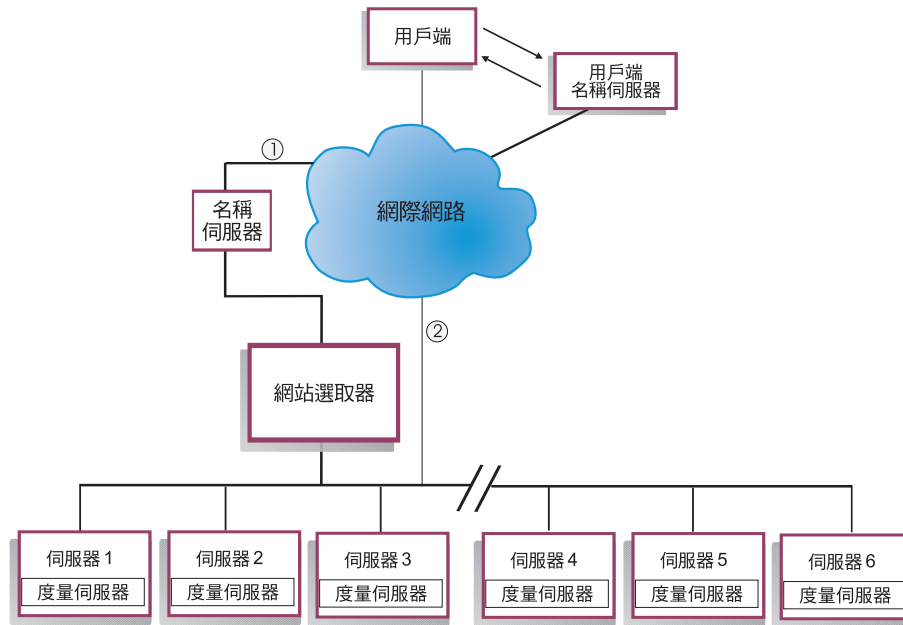 用戶端
用戶端
名稱伺服器
①
網際網路
名稱
伺服器
②
網站選取器
伺服器 1
度量伺服器
伺服器 2
度量伺服器
伺服器 3
度量伺服器
伺服器 4
度量伺服器
伺服器 5
度量伺服器
伺服器 6
度量伺服器